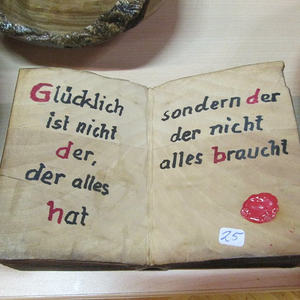 Glücklich
ist nicht
der,
der alles
hat
sondern der
der nicht
alles braucht
25